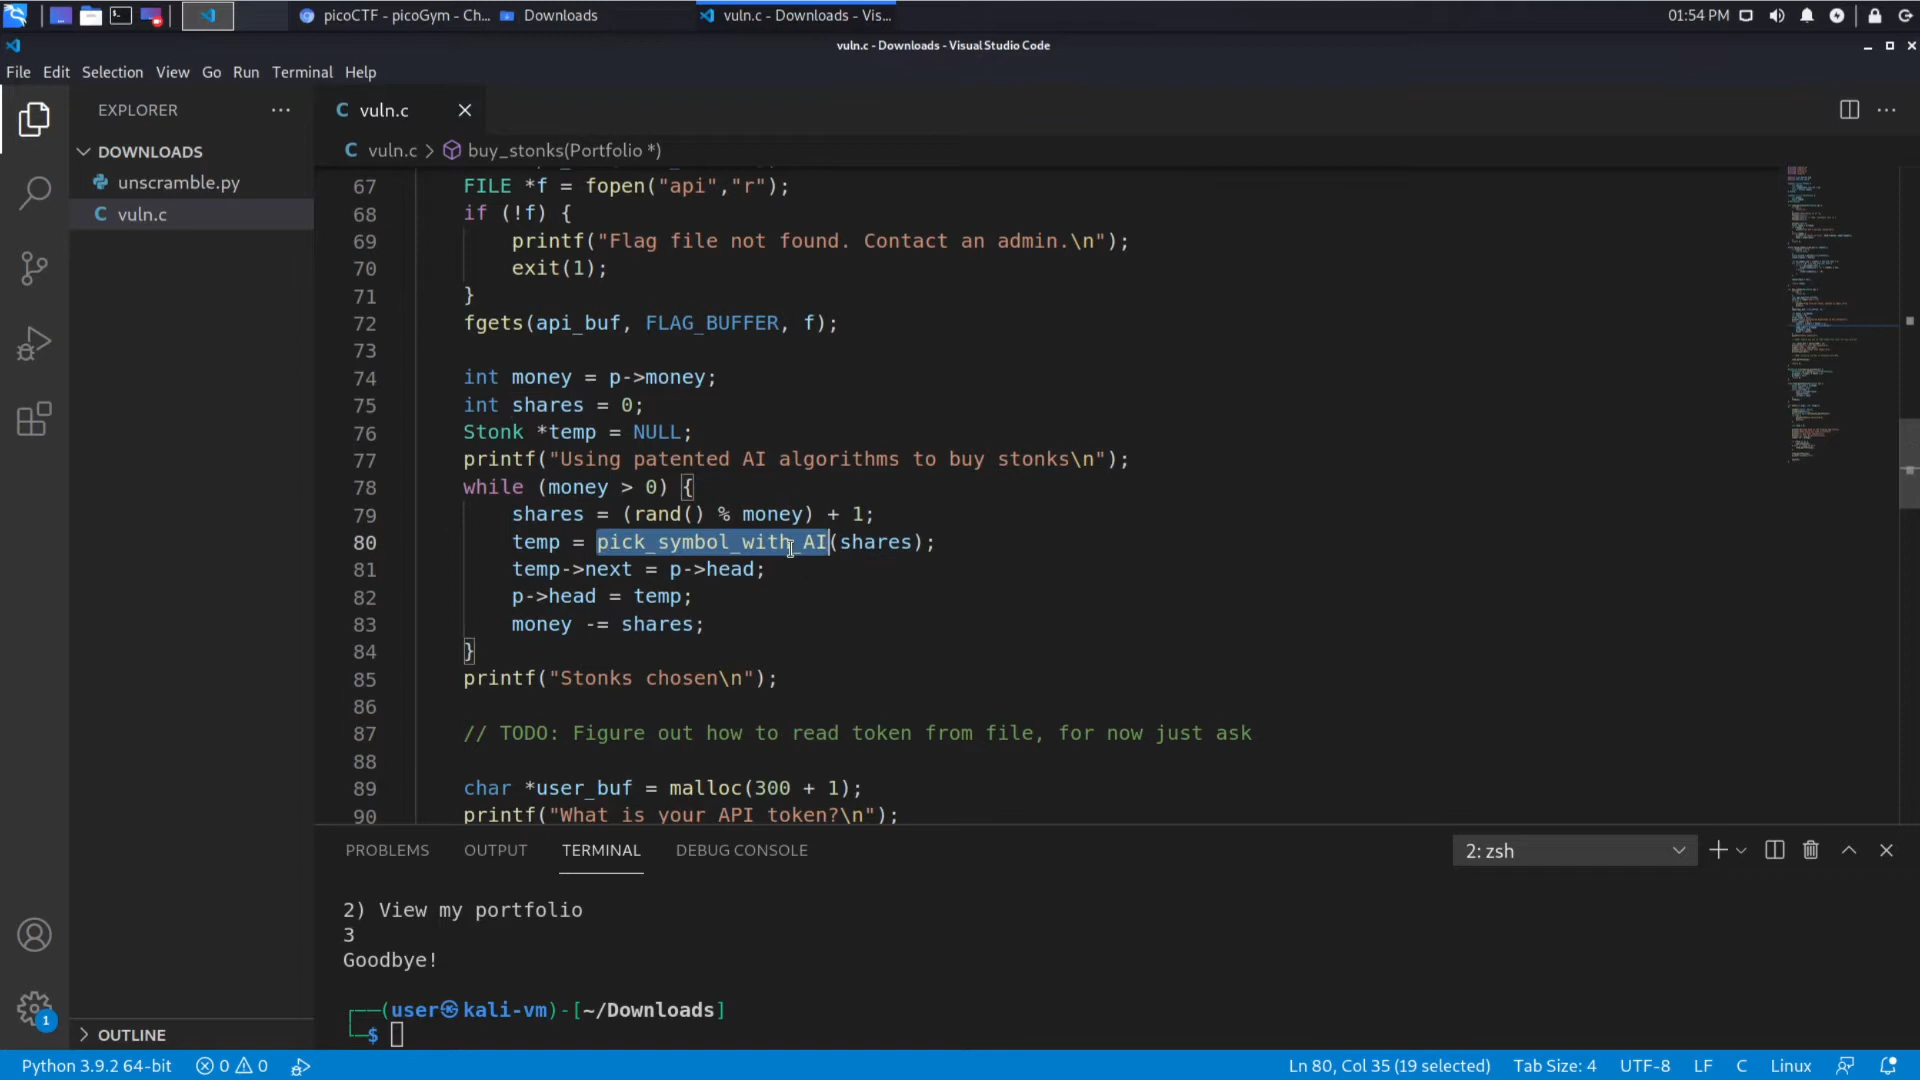 picoCTF - picoGym - Ch...
Downloads
vuln.c - Downloads - Vis...
01:54 PM
vuln.c - Downloads - Visual Studio Code
File Edit Selection View Go Run Terminal Help
EXPLORER
vuln.c
DOWNLOADS
vuln.c > buy_stonks(Portfolio *)
unscramble.py
vuln.c
67 FILE *f = fopen("api","r");
68 if (!f) {
69 printf("Flag file not found. Contact an admin.\n");
70 exit(1);
71 }
72 fgets(api_buf, FLAG_BUFFER, f);
73
74 int money = p->money;
75 int shares = 0;
76 Stonk *temp = NULL;
77 printf("Using patented AI algorithms to buy stonks\n");
78 while (money > 0) {
79 shares = (rand() % money) + 1;
80 temp = pick_symbol_with_AI(shares);
81 temp->next = p->head;
82 p->head = temp;
83 money -= shares;
84 }
85 printf("Stonks chosen\n");
86
87 // TODO: Figure out how to read token from file, for now just ask
88
89 char *user_buf = malloc(300 + 1);
90 printf("What is your API token?\n");
PROBLEMS OUTPUT TERMINAL DEBUG CONSOLE
2: zsh
2) View my portfolio
3
Goodbye!
(user㉿kali-vm)-[~/Downloads]
$
1
OUTLINE
Python 3.9.2 64-bit 0 0
Ln 80, Col 35 (19 selected) Tab Size: 4 UTF-8 LF C Linux